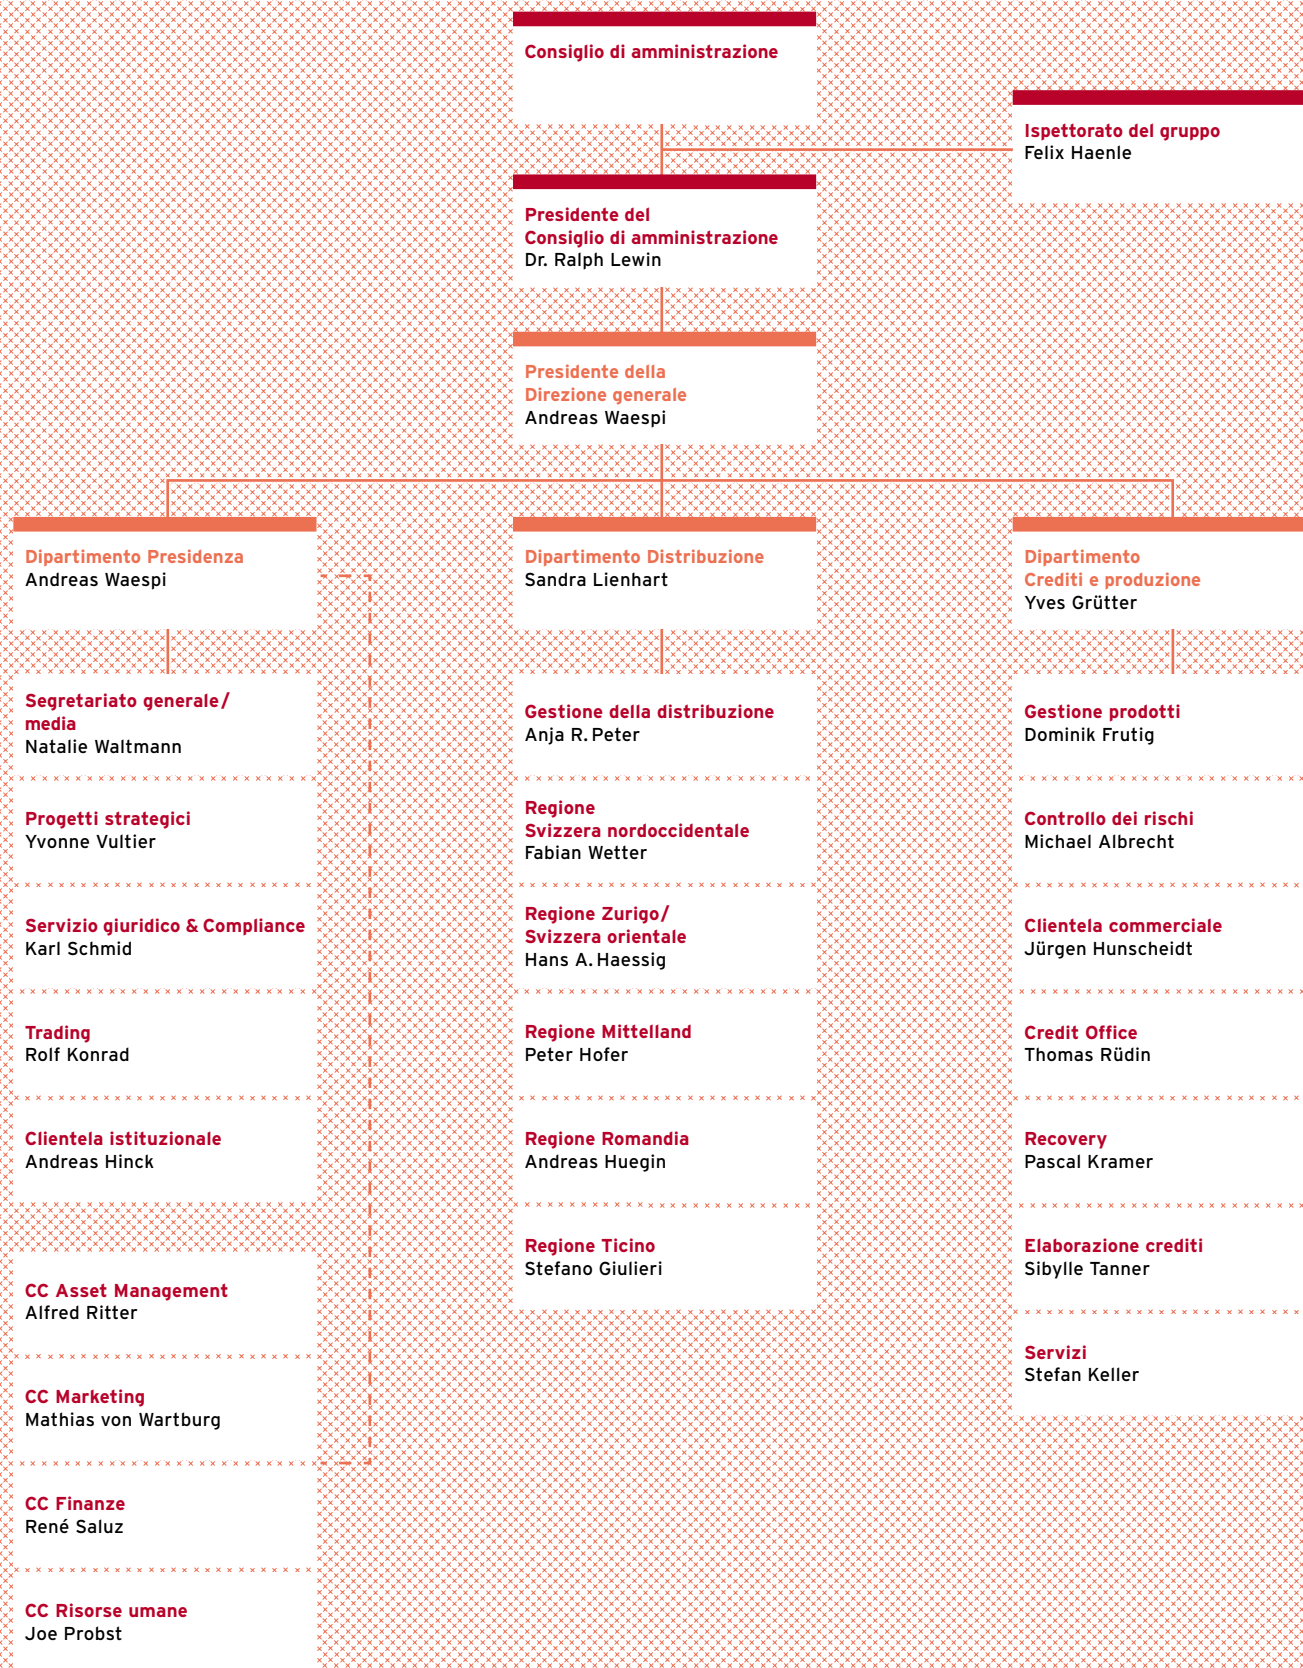 Consiglio di amministrazione
Ispettorato del gruppo
Felix Haenle
Presidente del
Consiglio di amministrazione
Dr. Ralph Lewin
Presidente della
Direzione generale
Andreas Waespi
Dipartimento Presidenza
Andreas Waespi
Segretariato generale/
media
Natalie Waltmann
Progetti strategici
Yvonne Vultier
Servizio giuridico & Compliance
Karl Schmid
Trading
Rolf Konrad
Clientela istituzionale
Andreas Hinck
CC Asset Management
Alfred Ritter
CC Marketing
Mathias von Wartburg
CC Finanze
René Saluz
CC Risorse umane
Joe Probst
Dipartimento Distribuzione
Sandra Lienhart
Gestione della distribuzione
Anja R. Peter
Regione
Svizzera nordoccidentale
Fabian Wetter
Regione Zurigo/
Svizzera orientale
Hans A. Haessig
Regione Mittelland
Peter Hofer
Regione Romandia
Andreas Huegin
Regione Ticino
Stefano Giulieri
Dipartimento
Crediti e produzione
Yves Grütter
Gestione prodotti
Dominik Frutig
Controllo dei rischi
Michael Albrecht
Clientela commerciale
Jürgen Hunscheidt
Credit Office
Thomas Rüdin
Recovery
Pascal Kramer
Elaborazione crediti
Sibylle Tanner
Servizi
Stefan Keller